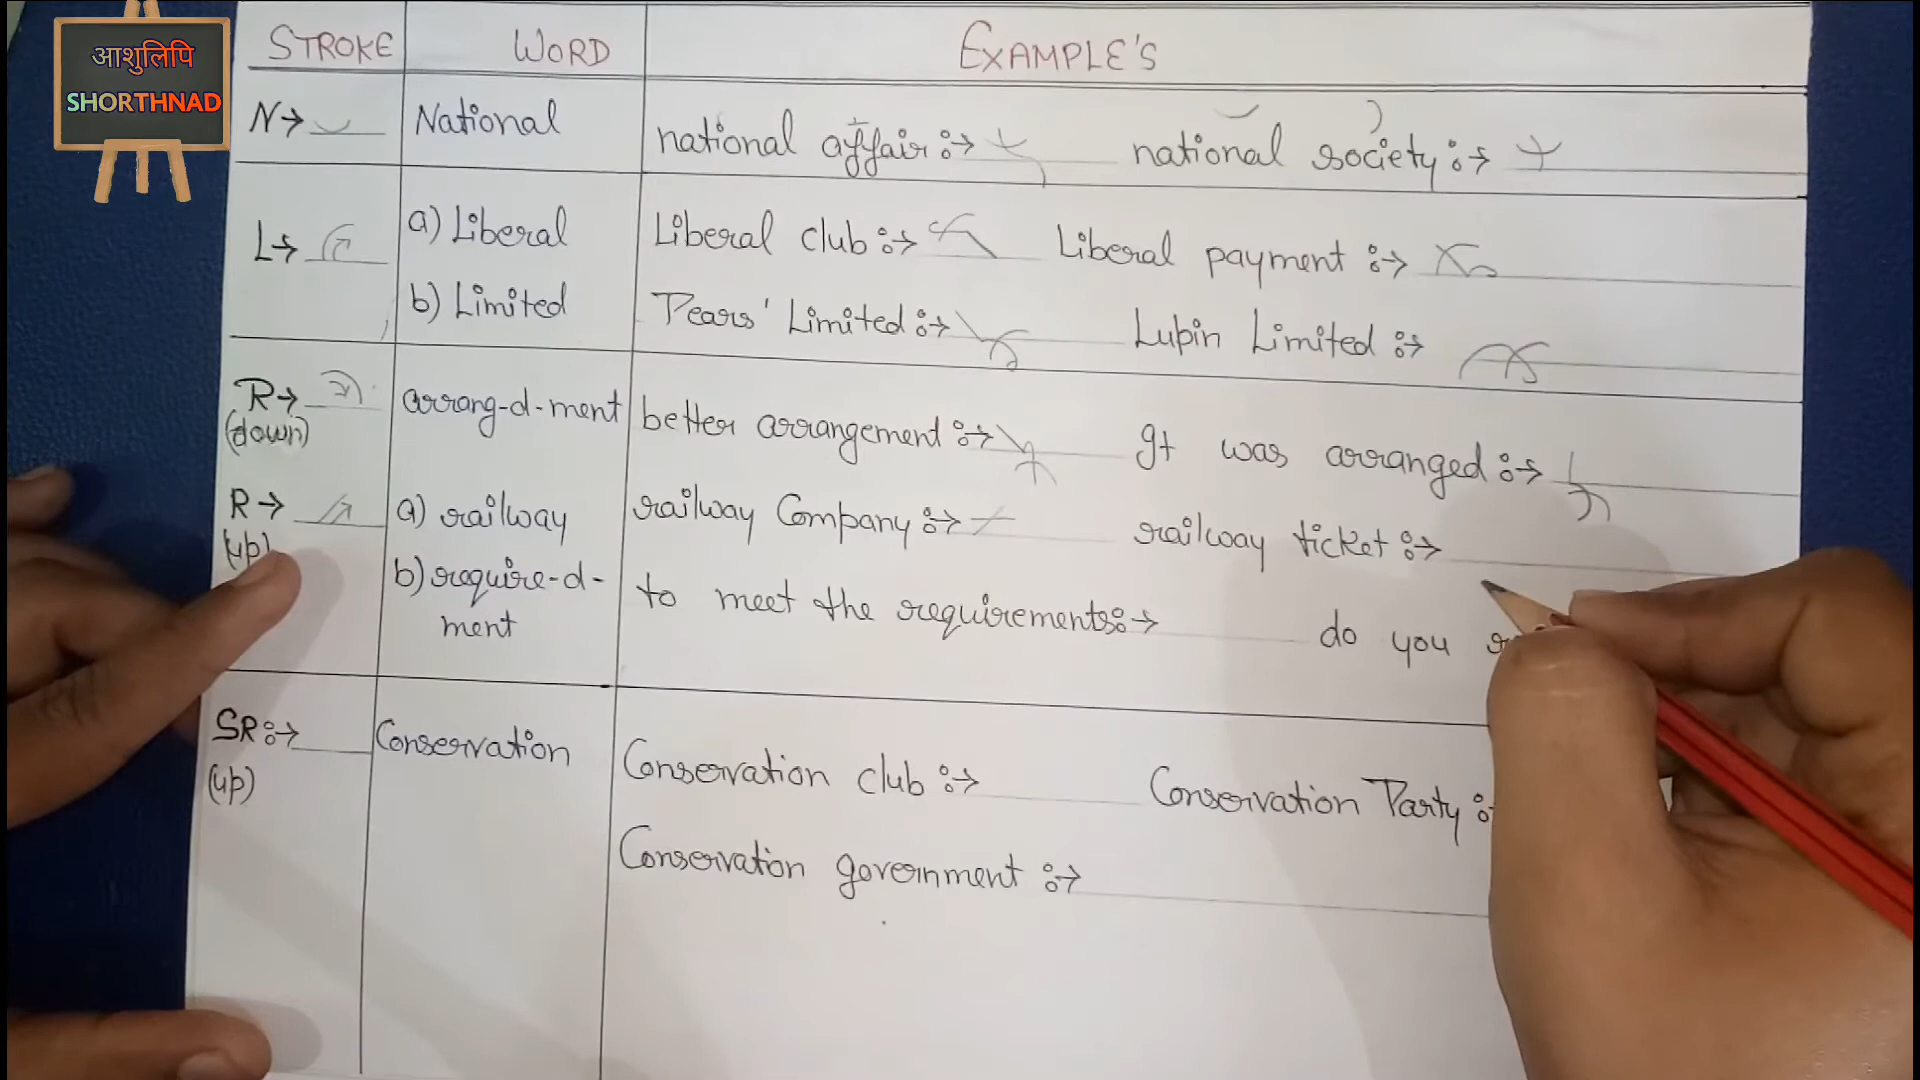 आशुलिपि
SHORTHNAD
STROKE WORD EXAMPLE'S
N→ National national affair :→ national society :→
L→ a) Liberal Liberal club :→ Liberal payment :→
b) Limited Pears' Limited :→ Lupin Limited :→
R→ (down) arrang-d-ment better arrangement :→ It was arranged :→
R→ (up) a) railway railway Company :→ railway ticket :→
b) require-d-ment to meet the requirements :→ do you
SR :→ (up) Conservation Conservation club :→ Conservation Party :
Conservation government :→